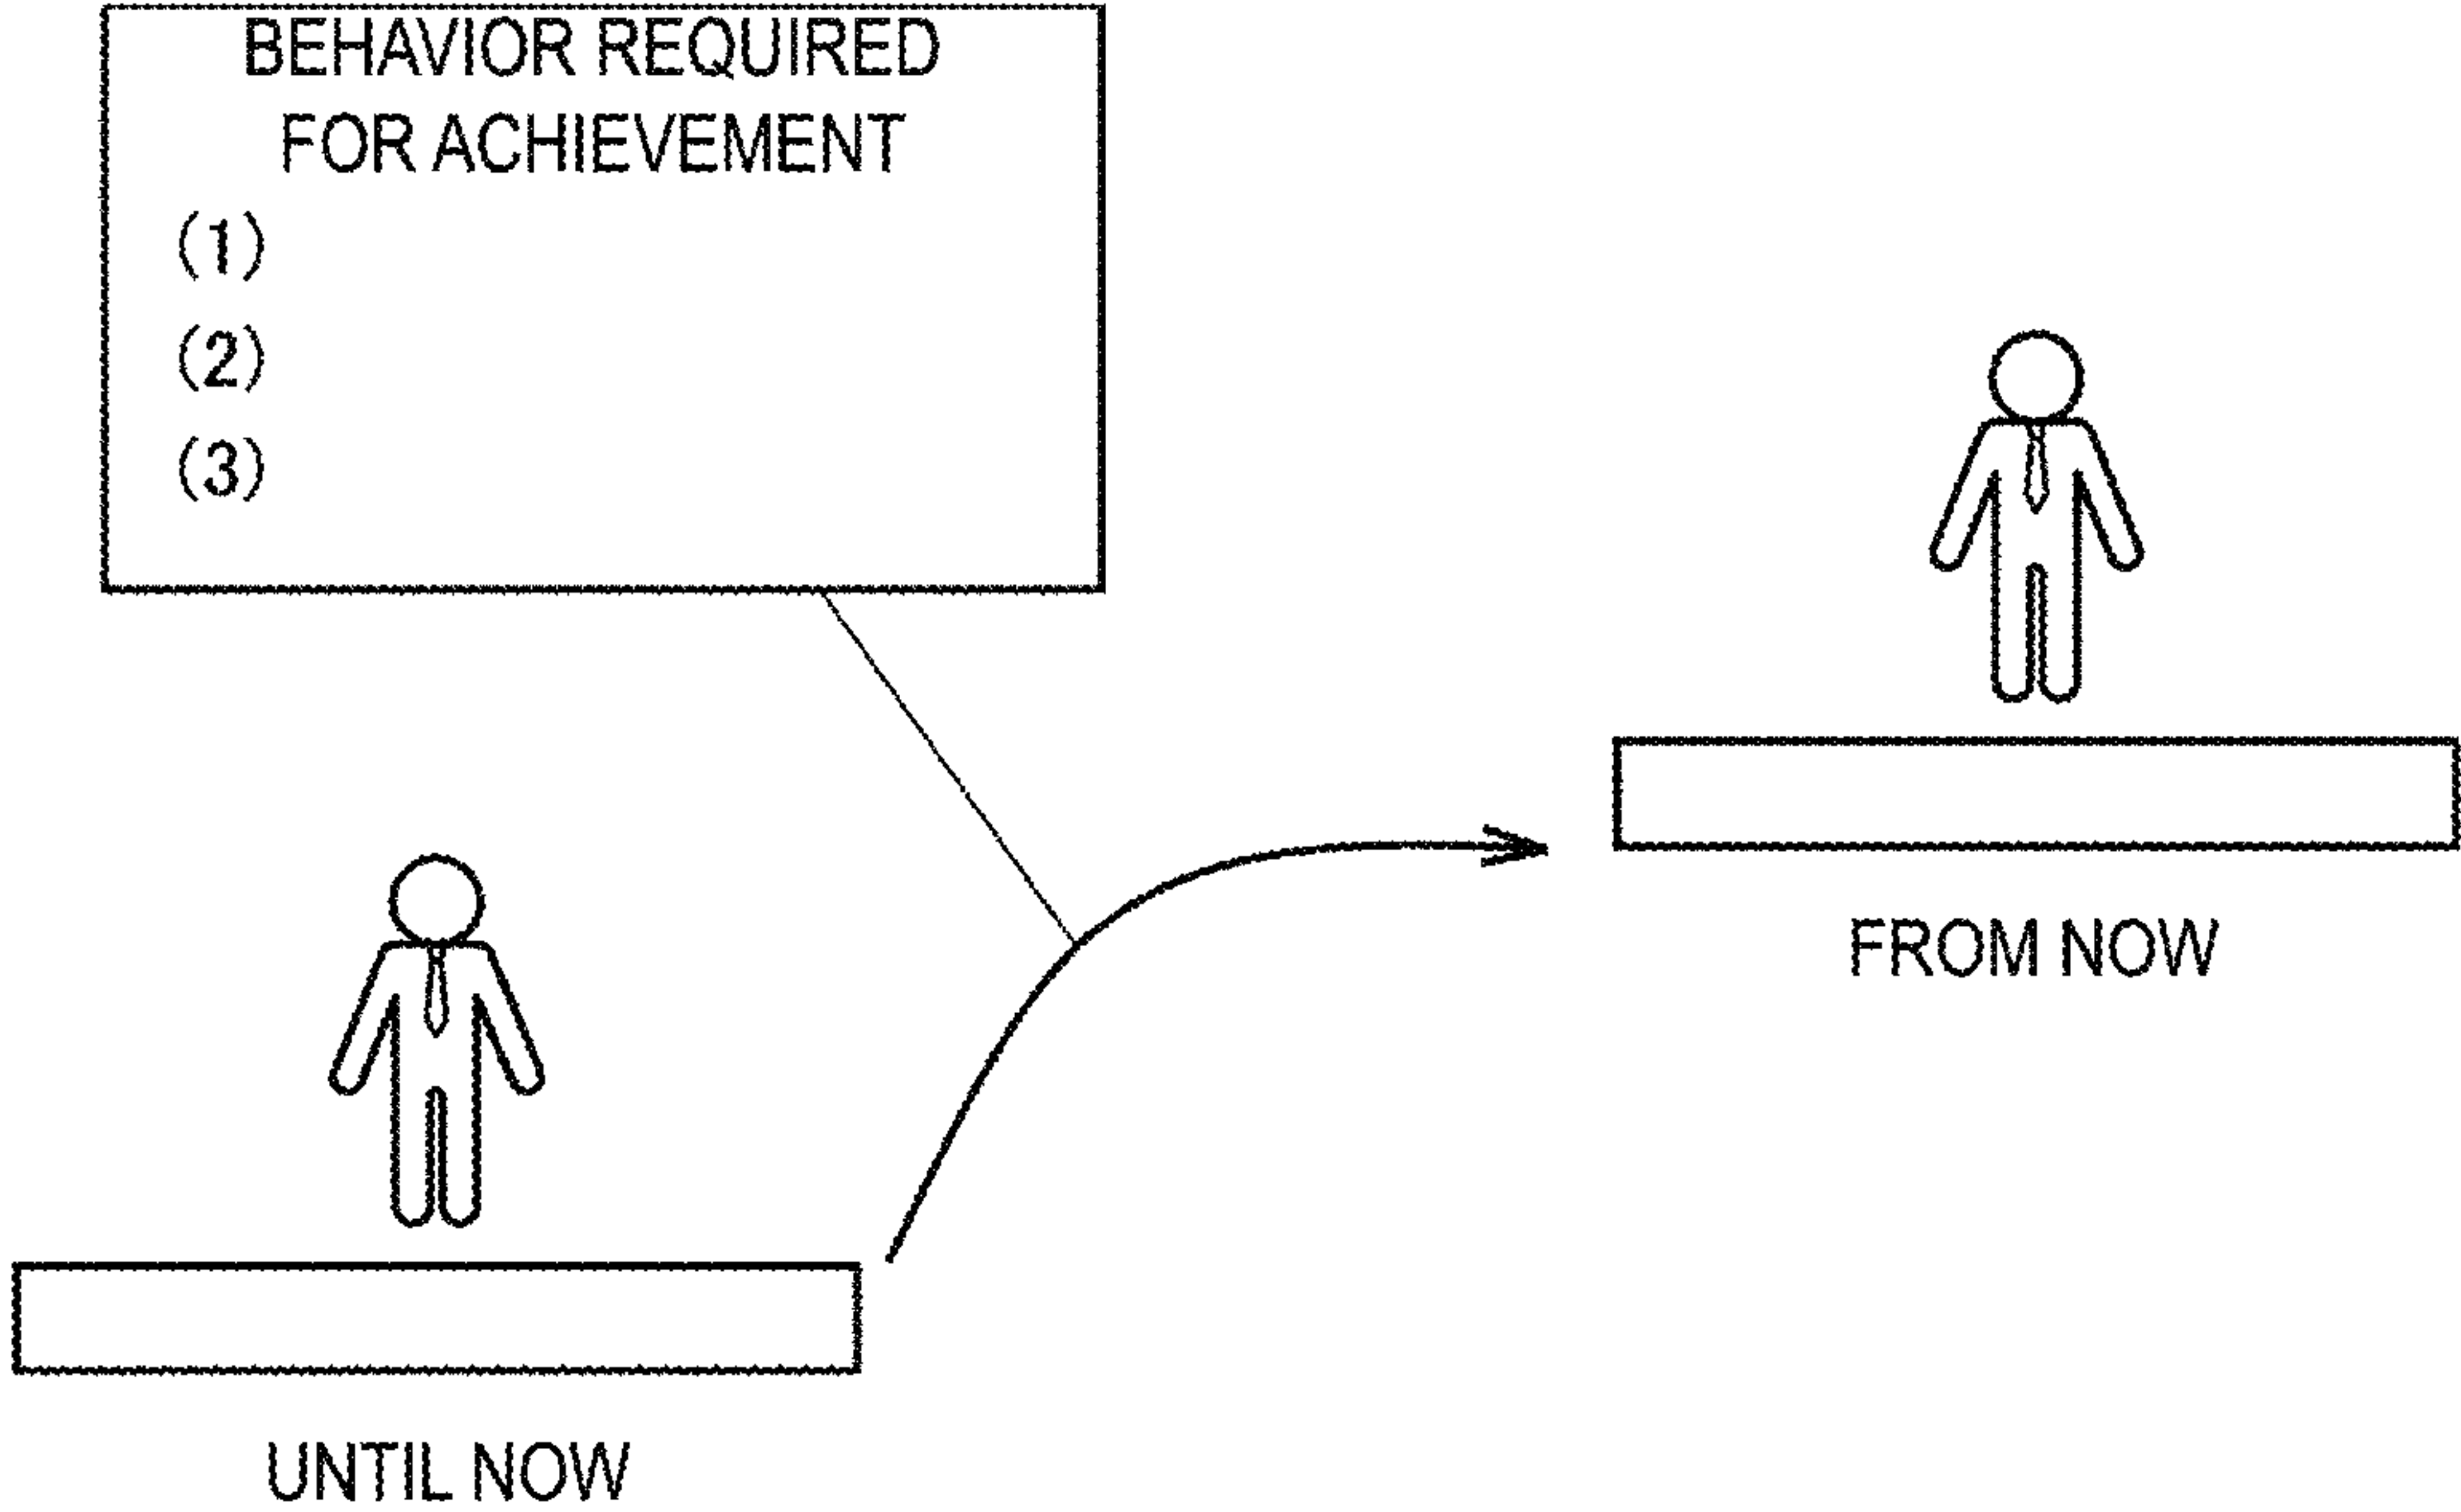 BEHAVIOR REQUIRED
FOR ACHIEVEMENT
(1)
(2)
(3)
FROM NOW
UNTIL NOW